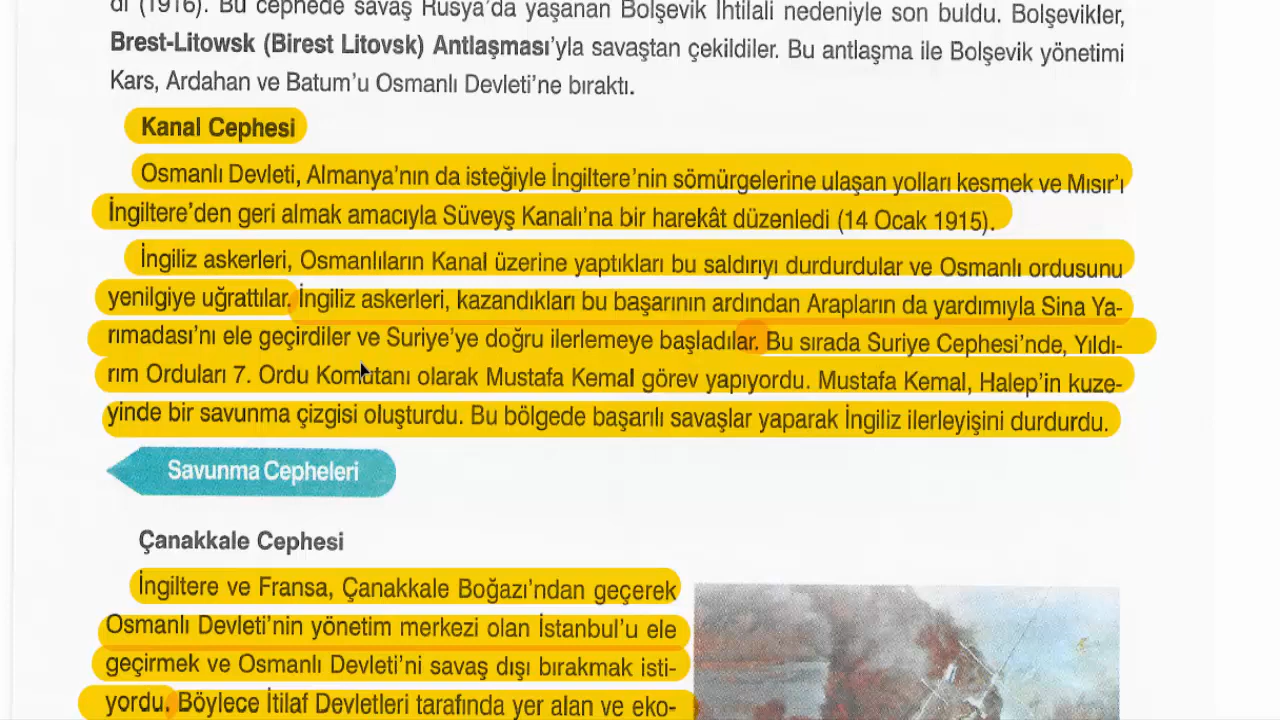 di (1916). Bu cephede savaş Rusya'da yaşanan Bolşevik İhtilali nedeniyle son buldu. Bolşevikler,
Brest-Litowsk (Birest Litovsk) Antlaşması'yla savaştan çekildiler. Bu antlaşma ile Bolşevik yönetimi
Kars, Ardahan ve Batum'u Osmanlı Devleti'ne bıraktı.
Kanal Cephesi
Osmanlı Devleti, Almanya'nın da isteğiyle İngiltere'nin sömürgelerine ulaşan yolları kesmek ve Mısır'ı
İngiltere'den geri almak amacıyla Süveyş Kanalı'na bir harekât düzenledi (14 Ocak 1915).
İngiliz askerleri, Osmanlıların Kanal üzerine yaptıkları bu saldırıyı durdurdular ve Osmanlı ordusunu
yenilgiye uğrattılar. İngiliz askerleri, kazandıkları bu başarının ardından Arapların da yardımıyla Sina Ya-
rımadası'nı ele geçirdiler ve Suriye'ye doğru ilerlemeye başladılar. Bu sırada Suriye Cephesi'nde, Yıldı-
rım Orduları 7. Ordu Komutanı olarak Mustafa Kemal görev yapıyordu. Mustafa Kemal, Halep'in kuze-
yinde bir savunma çizgisi oluşturdu. Bu bölgede başarılı savaşlar yaparak İngiliz ilerleyişini durdurdu.
Savunma Cepheleri
Çanakkale Cephesi
İngiltere ve Fransa, Çanakkale Boğazı'ndan geçerek
Osmanlı Devleti'nin yönetim merkezi olan İstanbul'u ele
geçirmek ve Osmanlı Devleti'ni savaş dışı bırakmak isti-
yordu. Böylece İtilaf Devletleri tarafında yer alan ve eko-